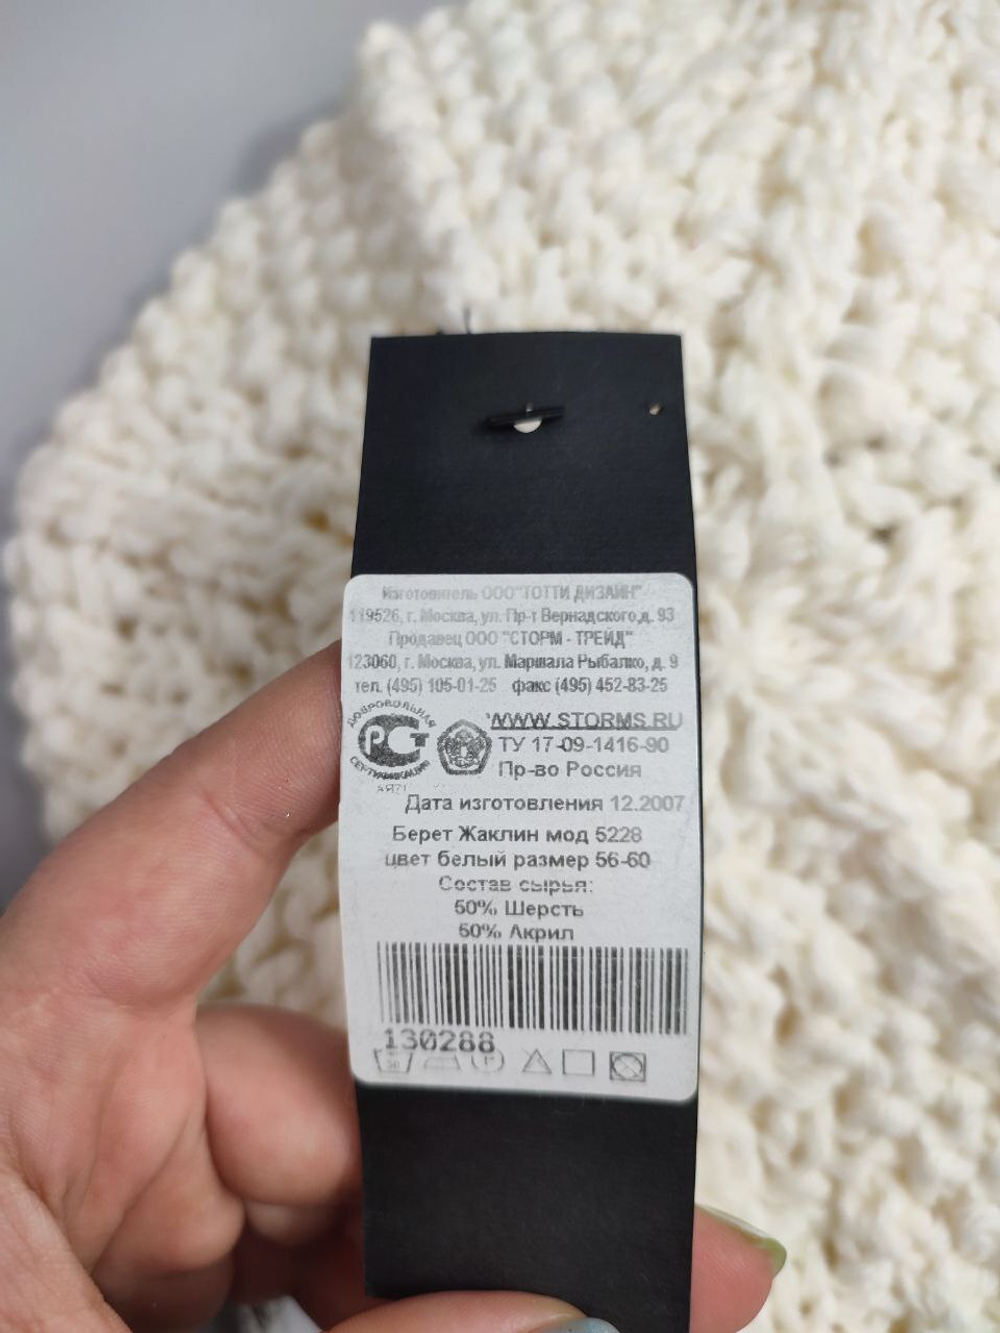 Изготовитель ООО"ТОТТИ ДИЗАЙН"
119526, г. Москва, ул. Пр-т Вернадского,д. 93
Продавец ООО "СТОРМ - ТРЕЙД"
123060, г. Москва, ул. Маршала Рыбалко, д. 9
тел. (495) 105-01-25 факс (495) 452-83-25
ДОБРОВОЛЬНАЯ
РСТ
СЕРТИФИКАЦИЯ
WWW.STORMS.RU
ТУ 17-09-1416-90
Пр-во Россия
Дата изготовления 12.2007
Берет Жаклин мод 5228
цвет белый размер 56-60
Состав сырья:
50% Шерсть
50% Акрил
130288